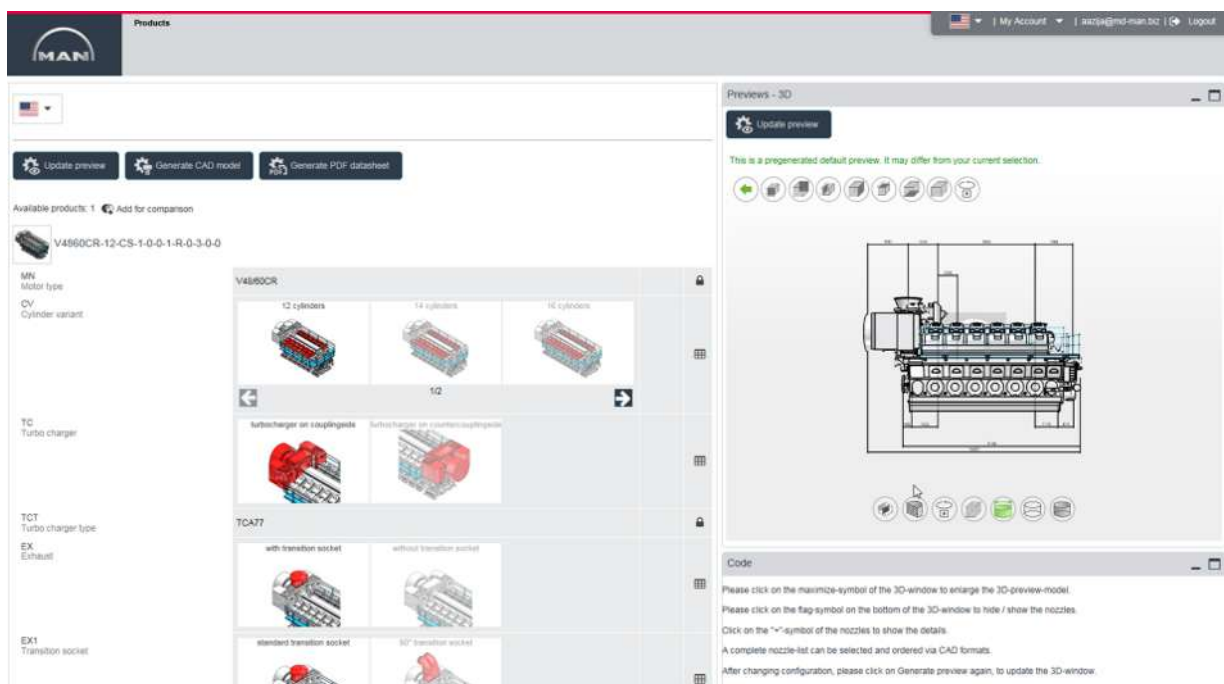 Products
| My Account | aazija@md-man.biz | Logout
MAN
Update preview
Generate CAD model
PDF
Generate PDF datasheet
Available products: 1 Add for comparison
V4860CR-12-CS-1-0-0-1-R-0-3-0-0
MN
Motor type
V48/60CR
CV
Cylinder variant
12 cylinders
14 cylinders
16 cylinders
1/2
TC
Turbo charger
turbocharger on couplingeside
turbocharger on countercouplingeside
TCT
Turbo charger type
TCA77
EX
Exhaust
with transition socket
without transition socket
EX1
Transition socket
standard transition socket
90° transition socket
Previews - 3D
Update preview
This is a pregenerated default preview. It may differ from your current selection.
Code
Please click on the maximize-symbol of the 3D-window to enlarge the 3D-preview-model.
Please click on the flag-symbol on the bottom of the 3D-window to hide / show the nozzles.
Click on the "+"-symbol of the nozzles to show the details.
A complete nozzle-list can be selected and ordered via CAD formats.
After changing configuration, please click on Generate preview again, to update the 3D-window.